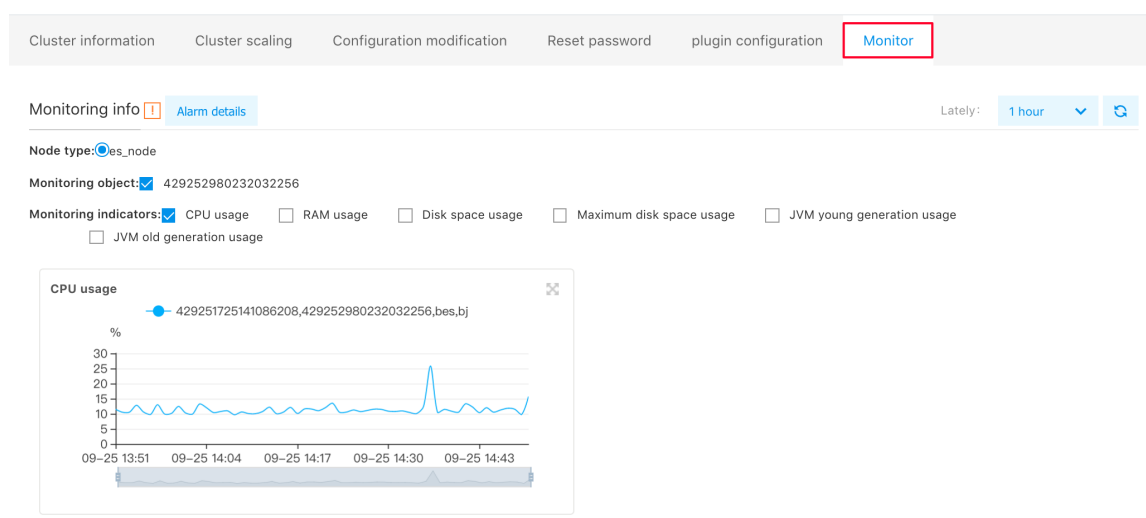 Cluster information Cluster scaling Configuration modification Reset password plugin configuration Monitor
Monitoring info ! Alarm details Lately: 1 hour
Node type: es_node
Monitoring object: 429252980232032256
Monitoring indicators: CPU usage RAM usage Disk space usage Maximum disk space usage JVM young generation usage
JVM old generation usage
CPU usage
429251725141086208,429252980232032256,bes,bj
%
30
25
20
15
10
5
0
09-25 13:51 09-25 14:04 09-25 14:17 09-25 14:30 09-25 14:43